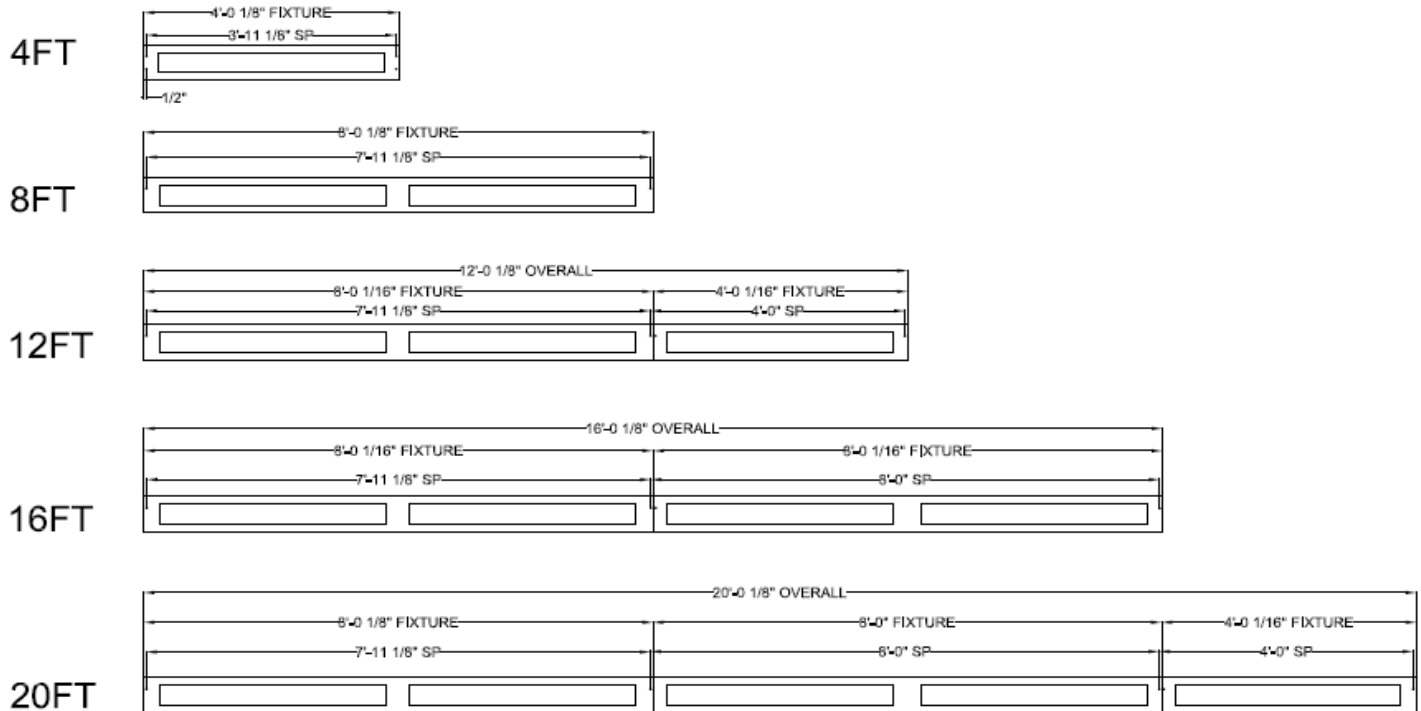 4'-0 1/8" FIXTURE
3'-11 1/8" SP
4FT
1/2"
8'-0 1/8" FIXTURE
7'-11 1/8" SP
8FT
12'-0 1/8" OVERALL
8'-0 1/16" FIXTURE 4'-0 1/16" FIXTURE
7'-11 1/8" SP 4'-0" SP
12FT
16'-0 1/8" OVERALL
8'-0 1/16" FIXTURE 8'-0 1/16" FIXTURE
7'-11 1/8" SP 8'-0" SP
16FT
20'-0 1/8" OVERALL
8'-0 1/8" FIXTURE 8'-0" FIXTURE 4'-0 1/16" FIXTURE
7'-11 1/8" SP 8'-0" SP 4'-0" SP
20FT